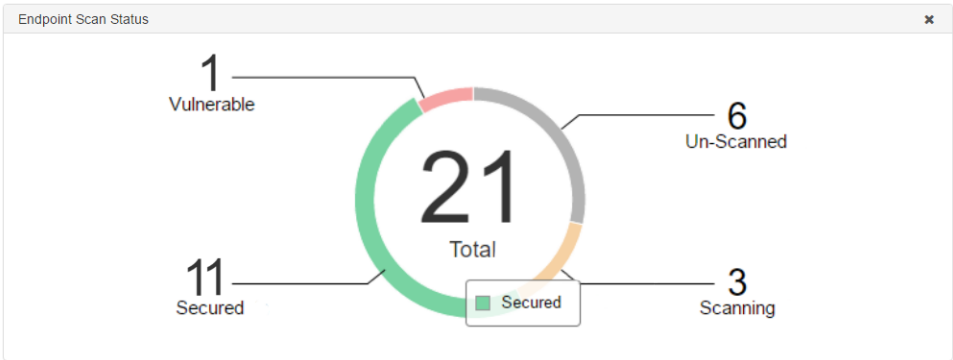 Endpoint Scan Status
1
Vulnerable
6
Un-Scanned
21
Total
11
Secured
3
Scanning
Secured